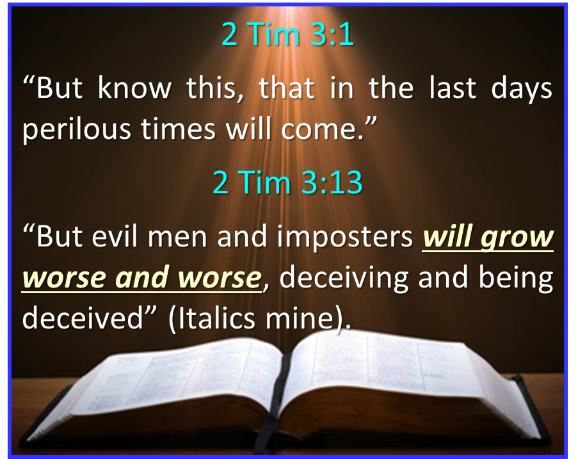 2 Tim 3:1
“But know this, that in the last days
perilous times will come.”
2 Tim 3:13
“But evil men and imposters will grow
worse and worse, deceiving and being
deceived” (Italics mine).